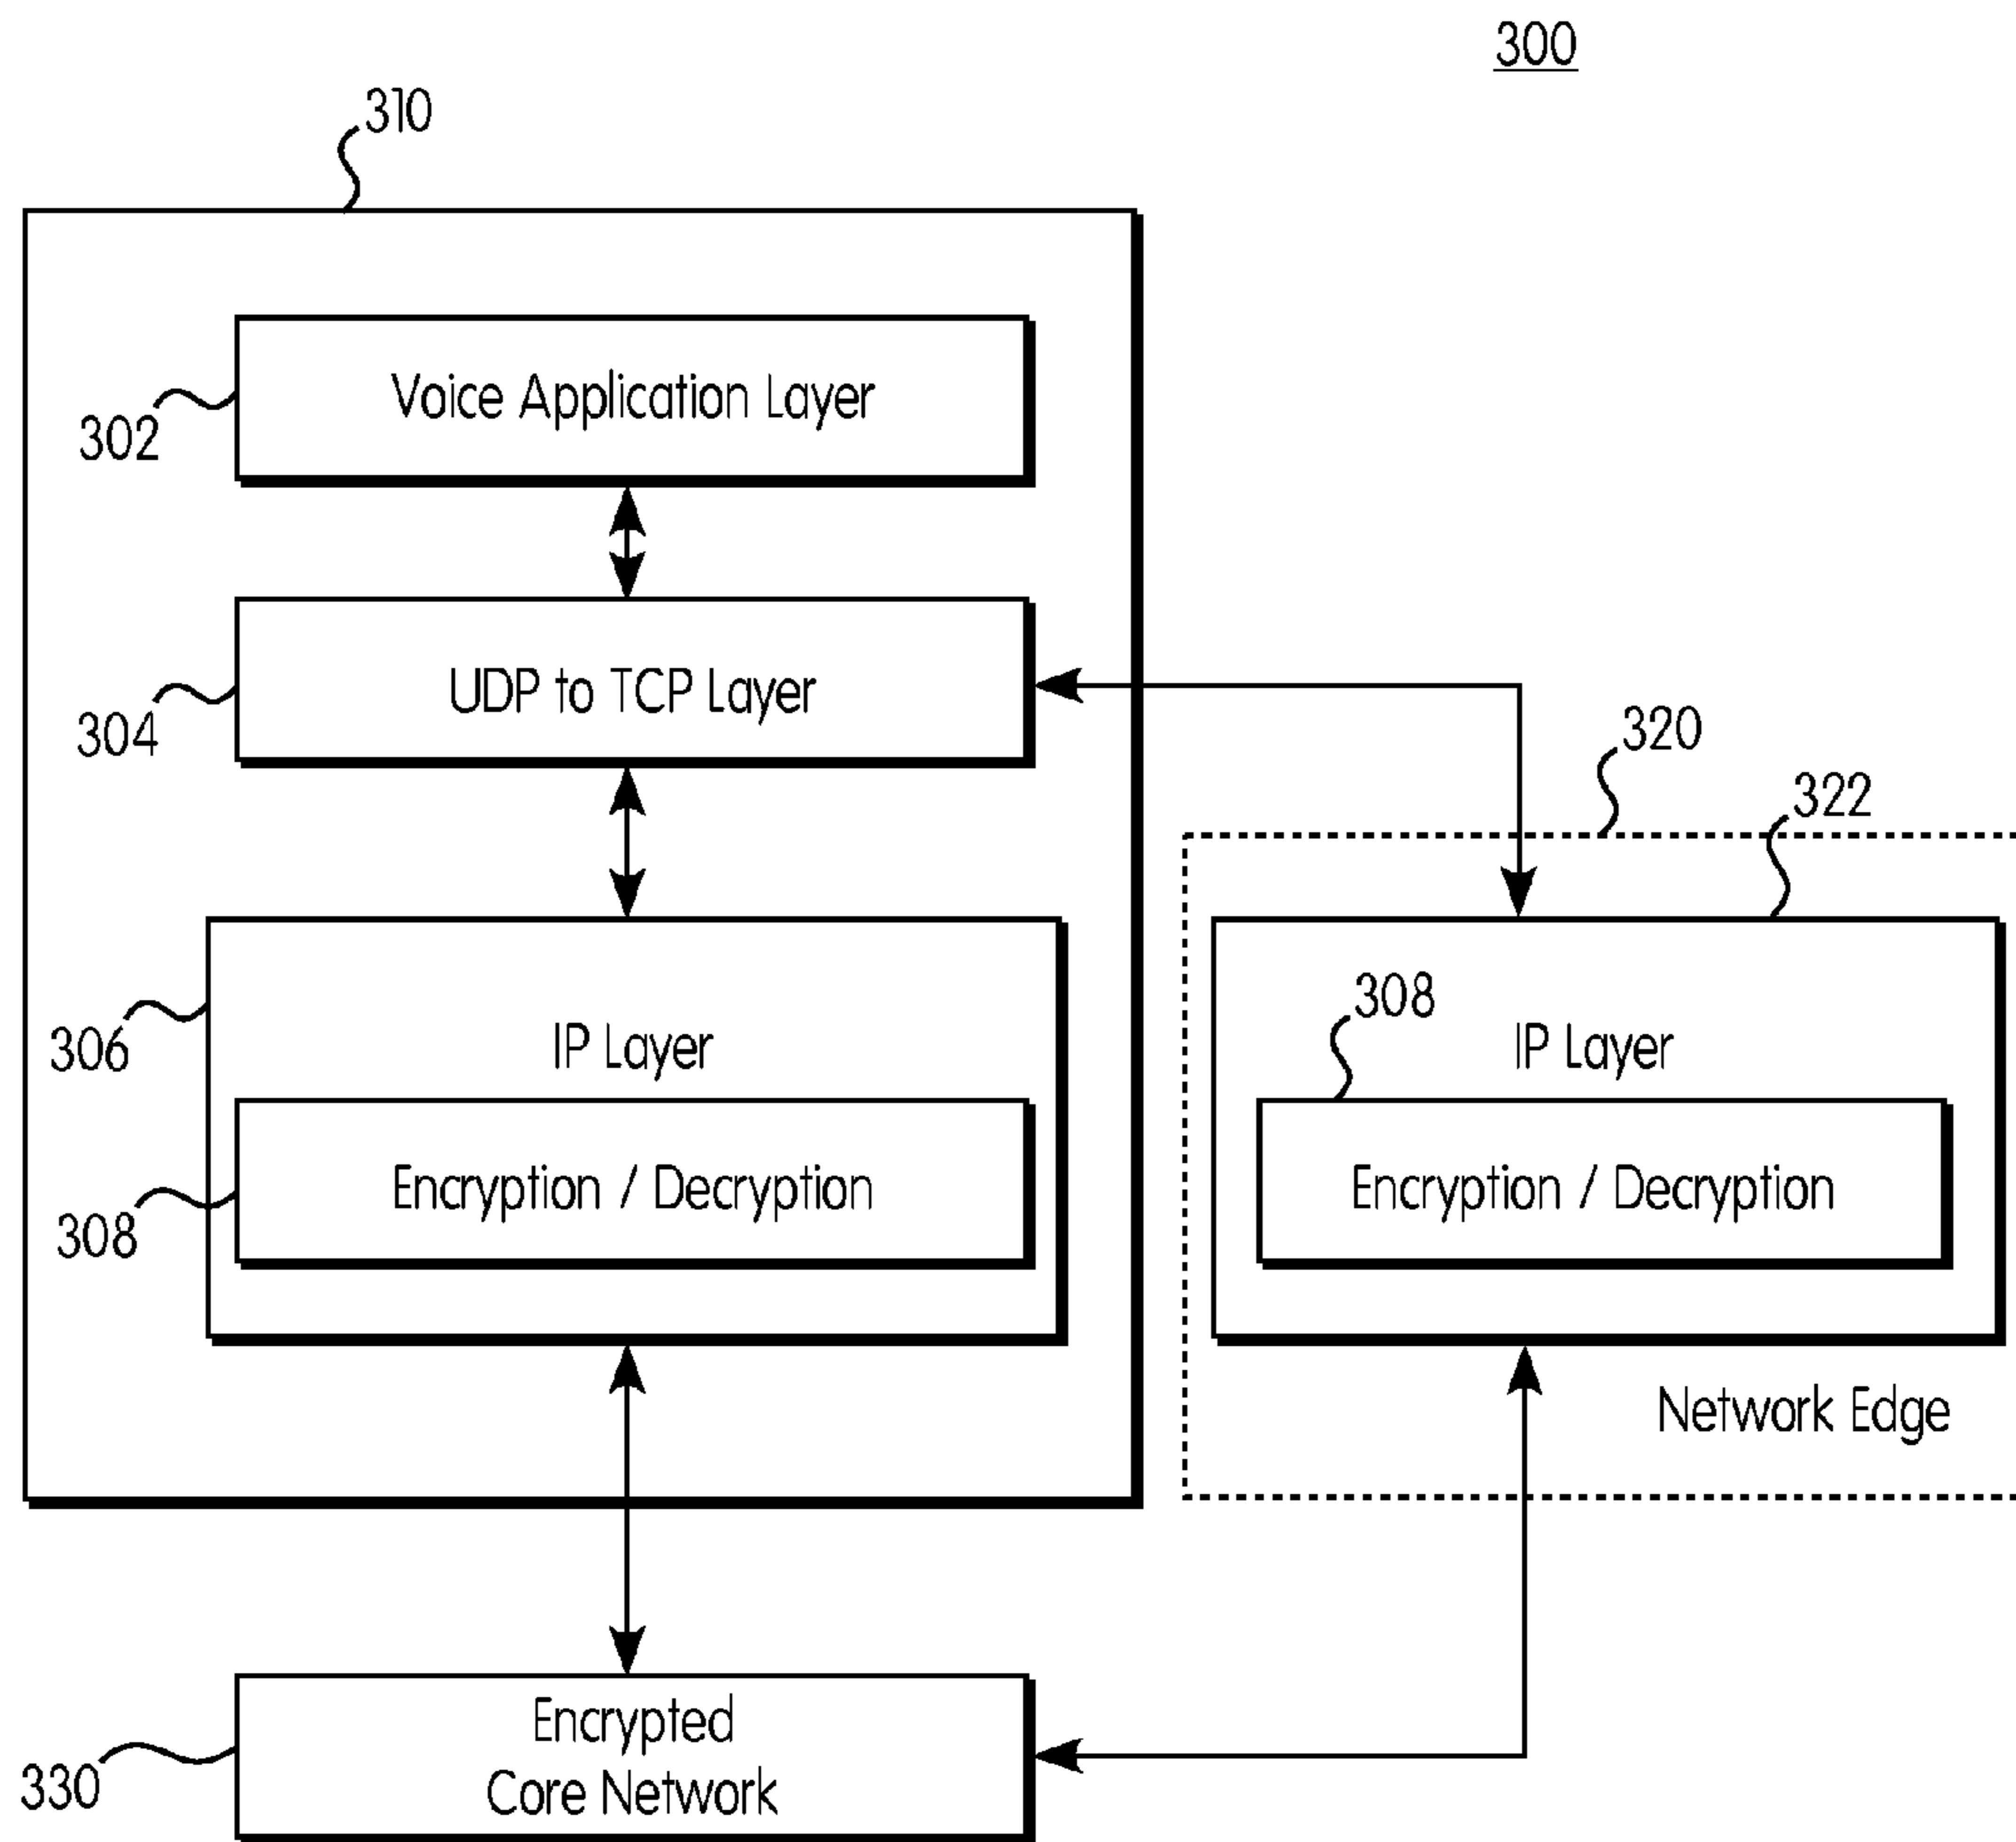 300
310
Voice Application Layer
302
UDP to TCP Layer
304
320
322
306
IP Layer
308
IP Layer
Encryption / Decryption
308
Encryption / Decryption
Network Edge
330
Encrypted
Core Network